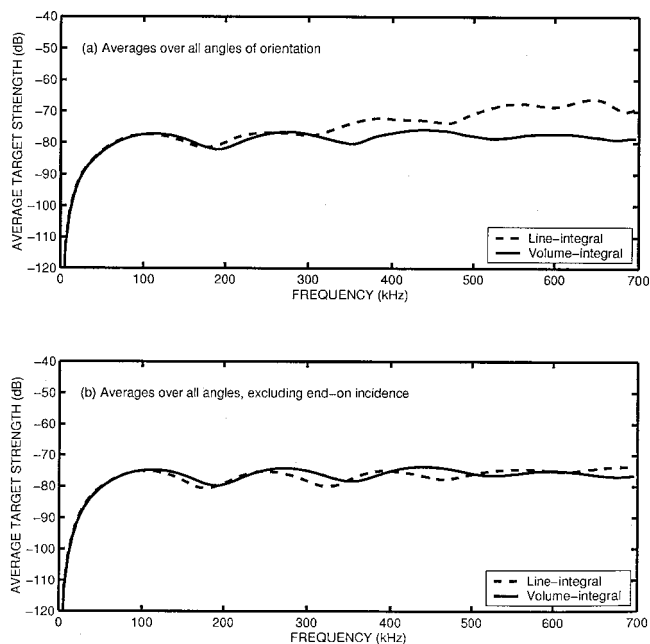 −40
−50
−60
−70
−80
−90
−100
−110
−120
AVERAGE TARGET STRENGTH (dB)
(a) Averages over all angles of orientation
Line−integral
Volume−integral
0 100 200 300 400 500 600 700
FREQUENCY (kHz)
−40
−50
−60
−70
−80
−90
−100
−110
−120
AVERAGE TARGET STRENGTH (dB)
(b) Averages over all angles, excluding end−on incidence
Line−integral
Volume−integral
0 100 200 300 400 500 600 700
FREQUENCY (kHz)